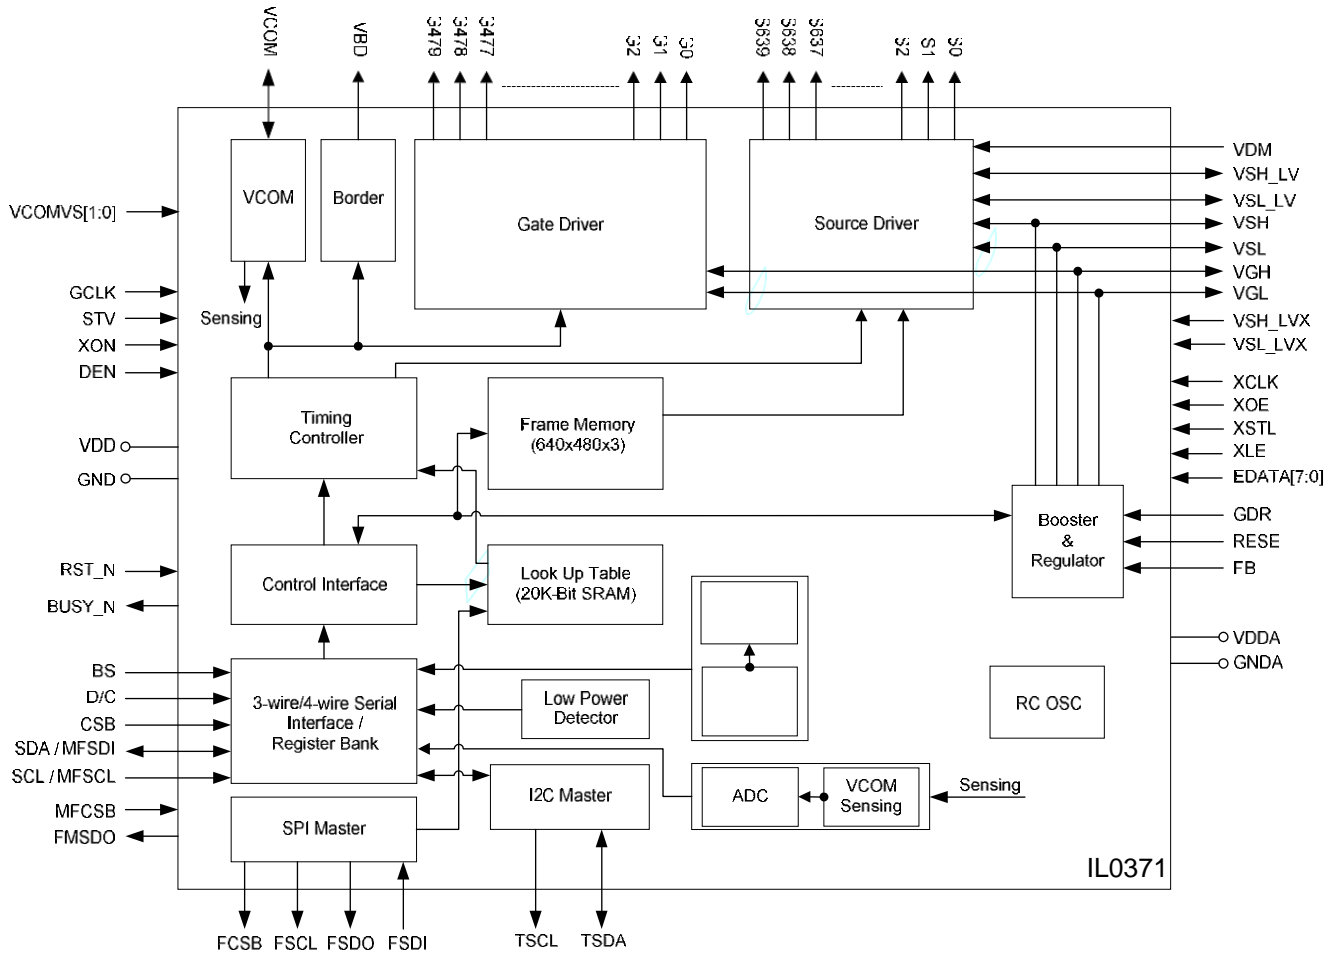 VCOM
VBD
G479
G478
G477
G2
G1
G0
S639
S638
S637
S2
S1
S0
VCOM
Border
Gate Driver
Source Driver
Sensing
VCOMVS[1:0]
GCLK
STV
XON
DEN
VDD
GND
RST_N
BUSY_N
BS
D/C
CSB
SDA / MFSDI
SCL / MFSCL
MFCSB
FMSDO
VDM
VSH_LV
VSL_LV
VSH
VSL
VGH
VGL
VSH_LVX
VSL_LVX
XCLK
XOE
XSTL
XLE
EDATA[7:0]
GDR
RESE
FB
VDDA
GNDA
Timing
Controller
Frame Memory
(640x480x3)
Booster
&
Regulator
Control Interface
Look Up Table
(20K-Bit SRAM)
3-wire/4-wire Serial
Interface /
Register Bank
Low Power
Detector
RC OSC
SPI Master
I2C Master
ADC
VCOM
Sensing
Sensing
IL0371
FCSB
FSCL
FSDO
FSDI
TSCL
TSDA